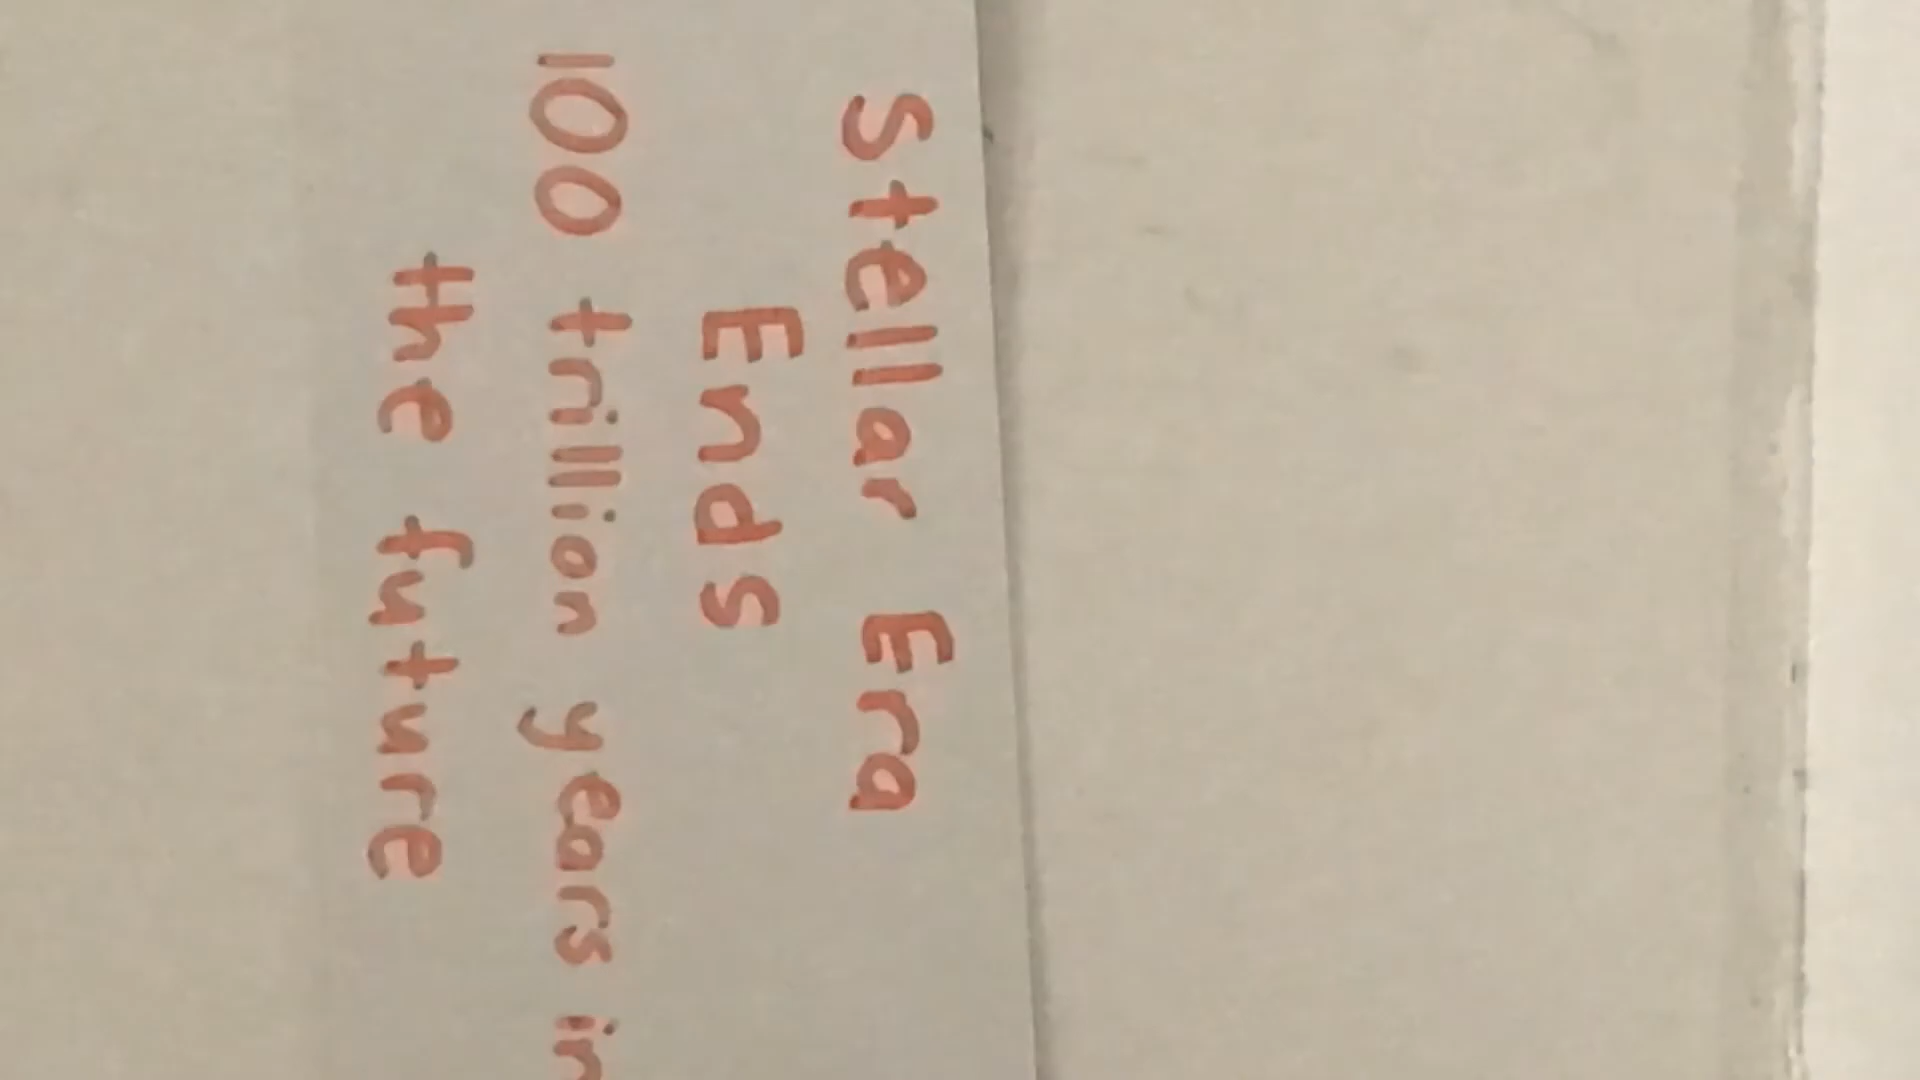 Stellar Era
Ends
100 trillion years in
the future